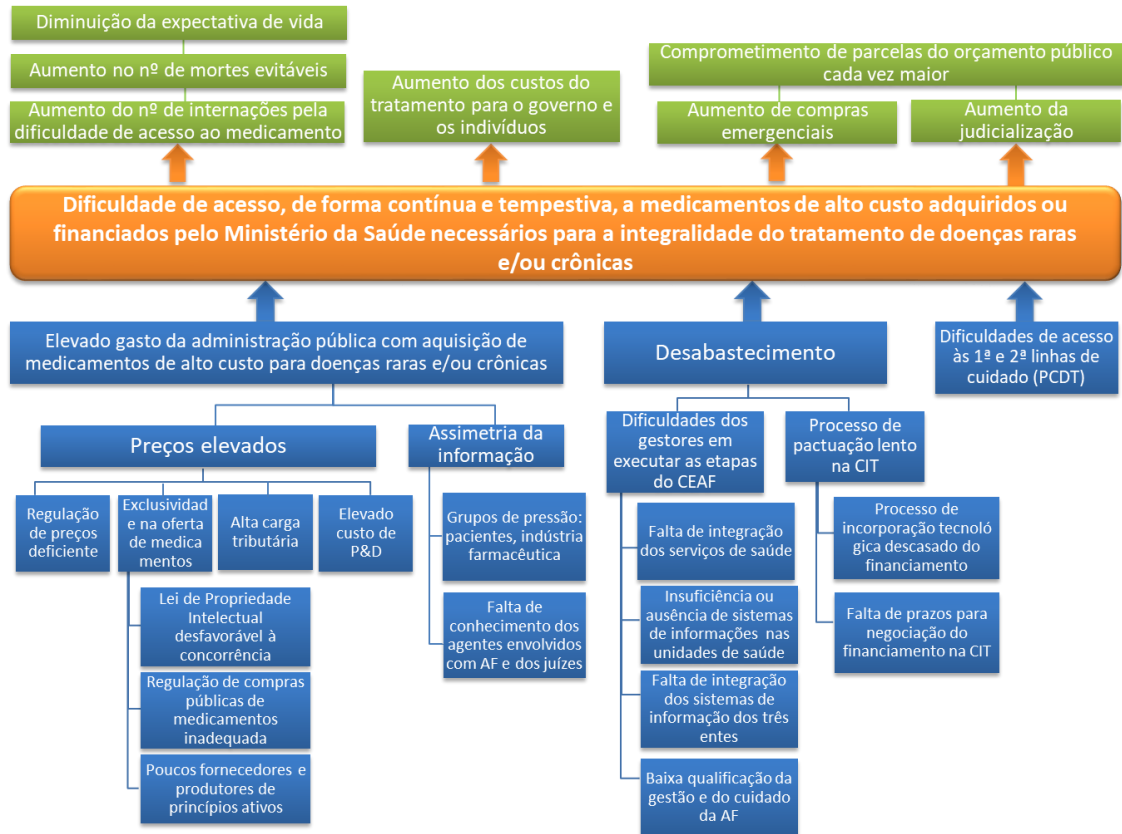 Diminuição da expectativa de vida
Aumento no nº de mortes evitáveis
Aumento do nº de internações pela
dificuldade de acesso ao medicamento
Aumento dos custos do
tratamento para o governo e
os indivíduos
Comprometimento de parcelas do orçamento público
cada vez maior
Aumento de compras
emergenciais
Aumento da
judicialização
Dificuldade de acesso, de forma contínua e tempestiva, a medicamentos de alto custo adquiridos ou
financiados pelo Ministério da Saúde necessários para a integralidade do tratamento de doenças raras
e/ou crônicas
Elevado gasto da administração pública com aquisição de
medicamentos de alto custo para doenças raras e/ou crônicas
Desabastecimento
Dificuldades de acesso
às 1ª e 2ª linhas de
cuidado (PCDT)
Preços elevados
Assimetria da
informação
Dificuldades dos
gestores em
executar as etapas
do CEAF
Processo de
pactuação lento
na CIT
Regulação
de preços
deficiente
Exclusividad
e na oferta
de medica
mentos
Alta carga
tributária
Elevado
custo de
P&D
Lei de Propriedade
Intelectual
desfavorável à
concorrência
Regulação de compras
públicas de
medicamentos
inadequada
Poucos fornecedores e
produtores de
princípios ativos
Grupos de pressão:
pacientes, indústria
farmacêutica
Falta de
conhecimento dos
agentes envolvidos
com AF e dos juízes
Falta de integração
dos serviços de saúde
Insuficiência ou
ausência de sistemas
de informações nas
unidades de saúde
Falta de integração
dos sistemas de
informação dos três
entes
Baixa qualificação da
gestão e do cuidado
da AF
Processo de
incorporação tecnoló
gica descasado do
financiamento
Falta de prazos para
negociação do
financiamento na CIT